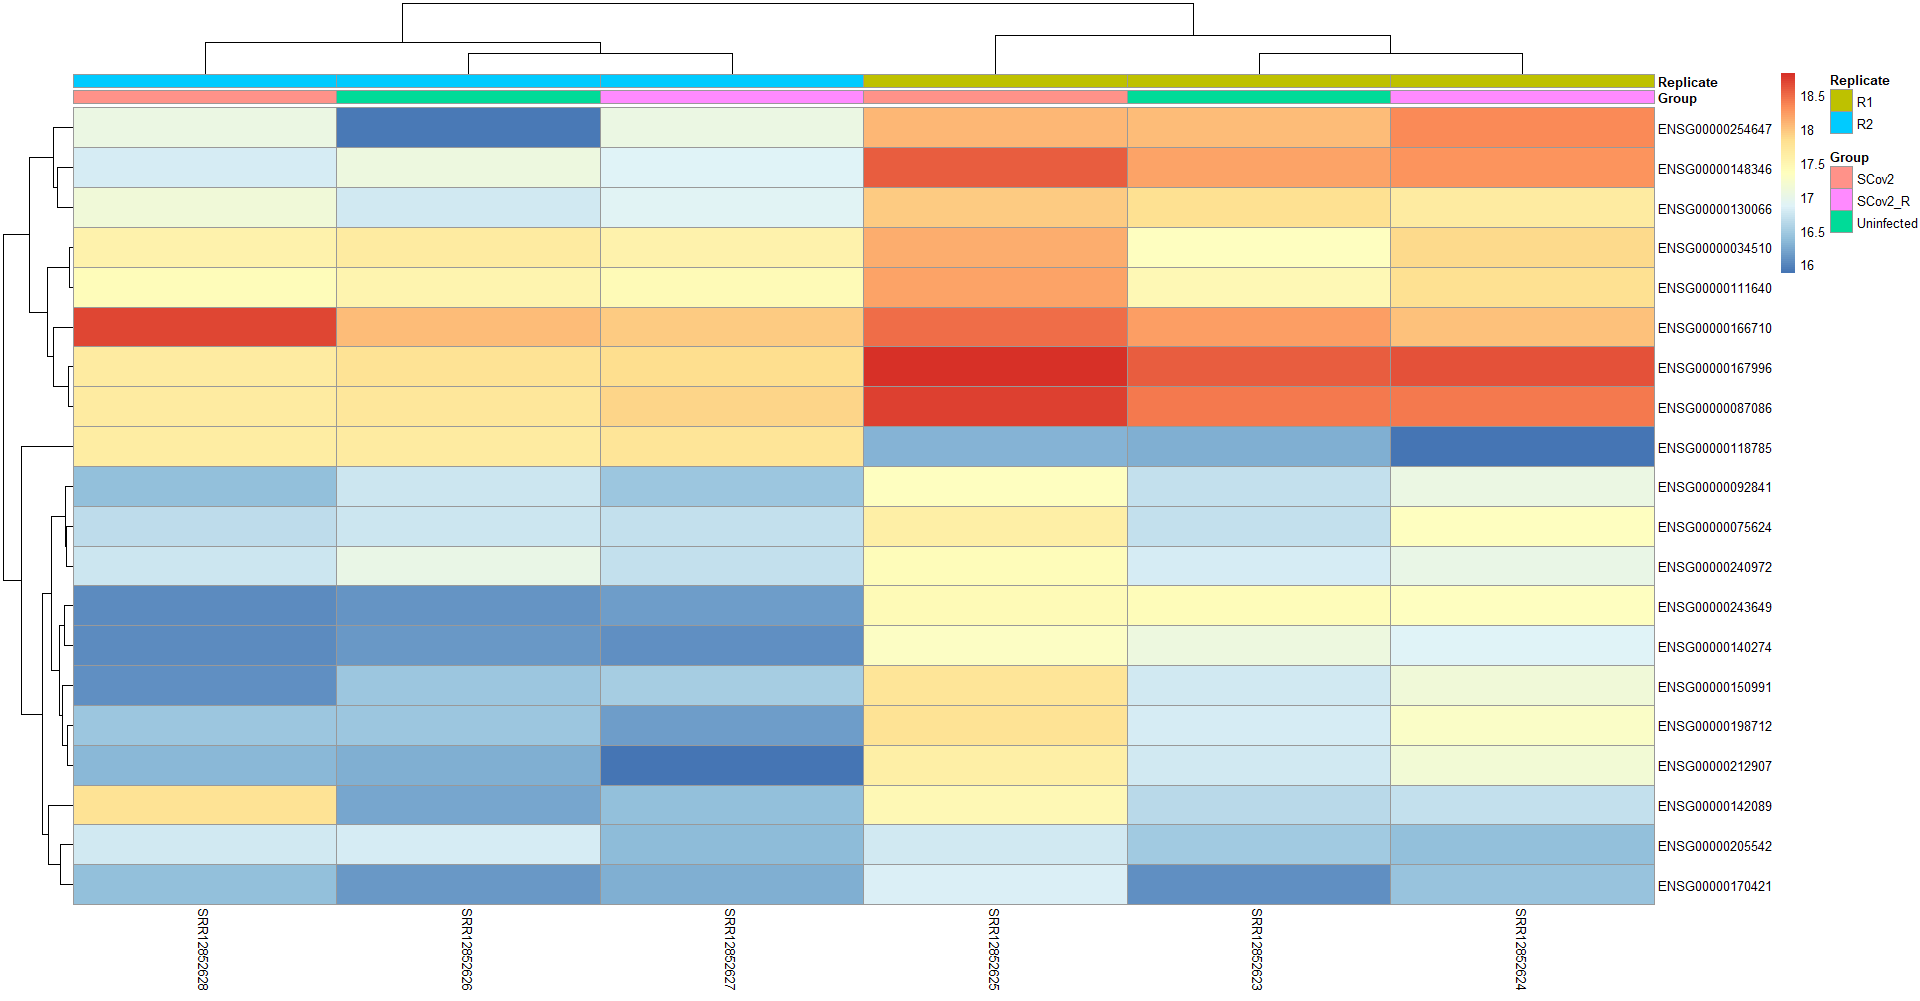 Replicate
Group
ENSG00000254647
ENSG00000148346
ENSG00000130066
ENSG00000034510
ENSG00000111640
ENSG00000166710
ENSG00000167996
ENSG00000087086
ENSG00000118785
ENSG00000092841
ENSG00000075624
ENSG00000240972
ENSG00000243649
ENSG00000140274
ENSG00000150991
ENSG00000198712
ENSG00000212907
ENSG00000142089
ENSG00000205542
ENSG00000170421
18.5
18
17.5
17
16.5
16
Replicate
R1
R2
Group
SCov2
SCov2_R
Uninfected
SRR12852628
SRR12852626
SRR12852627
SRR12852625
SRR12852623
SRR12852624